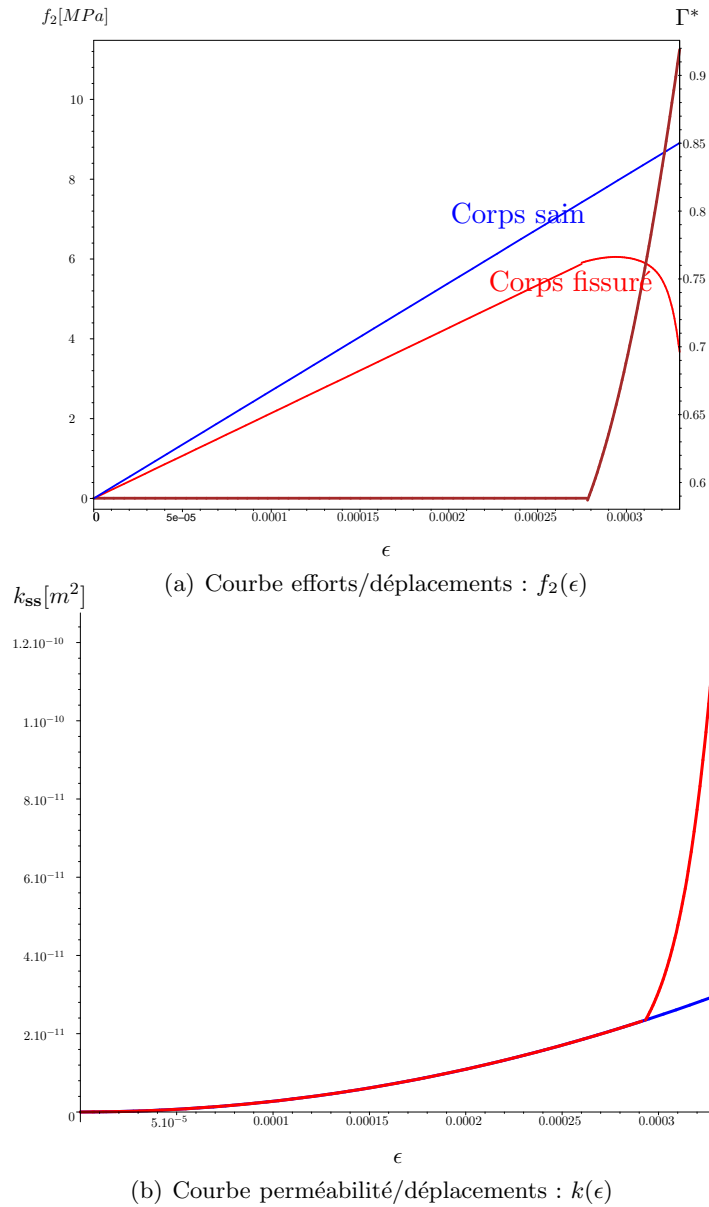 f₂[MPa] Γ*
10
8
6
4
2
0
0.9
0.85
0.8
0.75
0.7
0.65
0.6
Corps sain
Corps fissuré
0 5e-05 0.0001 0.00015 0.0002 0.00025 0.0003
ϵ
(a) Courbe efforts/déplacements : f₂(ϵ)
kₛₛ[m²]
1.2.10⁻¹⁰
1.10⁻¹⁰
8.10⁻¹¹
6.10⁻¹¹
4.10⁻¹¹
2.10⁻¹¹
0
5.10⁻⁵ 0.0001 0.00015 0.0002 0.00025 0.0003
ϵ
(b) Courbe perméabilité/déplacements : k(ϵ)